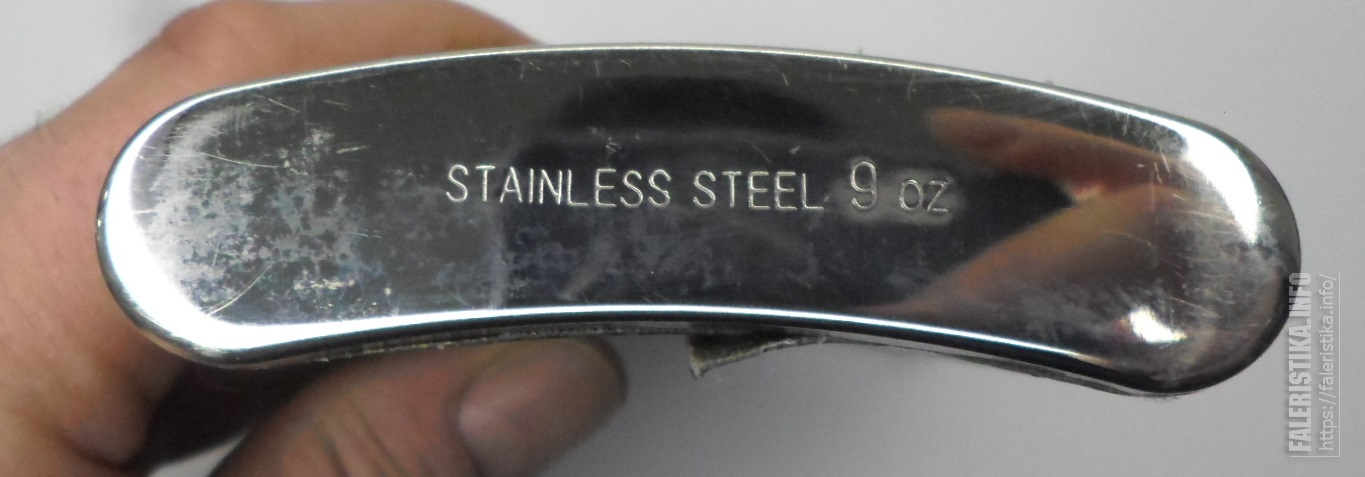 STAINLESS STEEL 9 OZ
FALERISTIKA.INFO
https://faleristika.info/